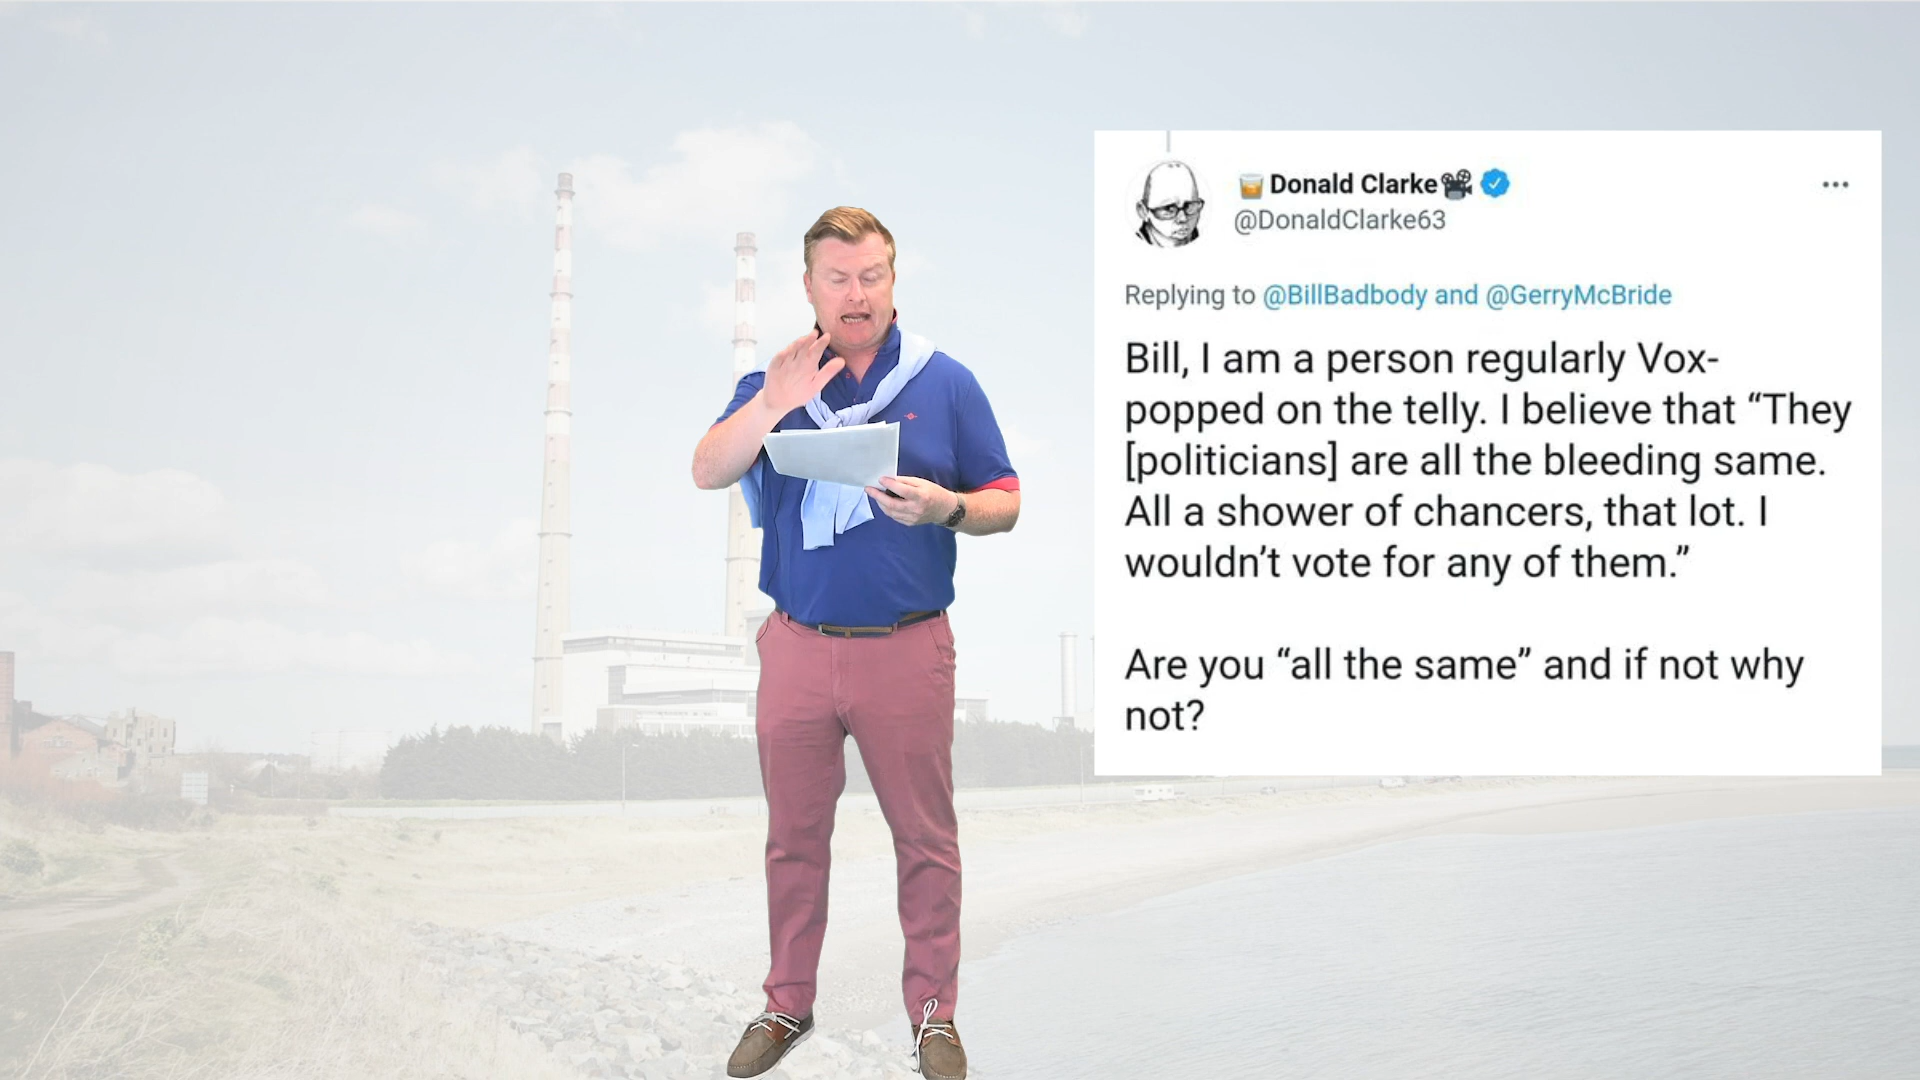 🥃Donald Clarke🎥
@DonaldClarke63
Replying to @BillBadbody and @GerryMcBride
Bill, I am a person regularly Vox-
popped on the telly. I believe that “They
[politicians] are all the bleeding same.
All a shower of chancers, that lot. I
wouldn’t vote for any of them.”
Are you “all the same” and if not why
not?